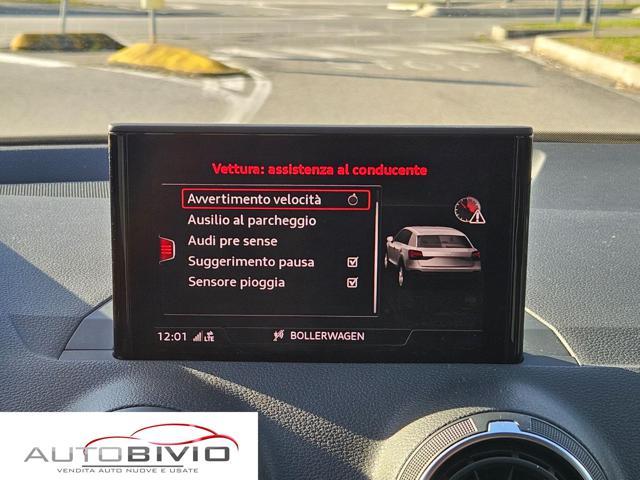 Vettura: assistenza al conducente
Avvertimento velocità
Ausilio al parcheggio
Audi pre sense
Suggerimento pausa
Sensore pioggia
12:01 LTE BOLLERWAGEN
AUTOBIVIO
VENDITA AUTO NUOVE E USATE